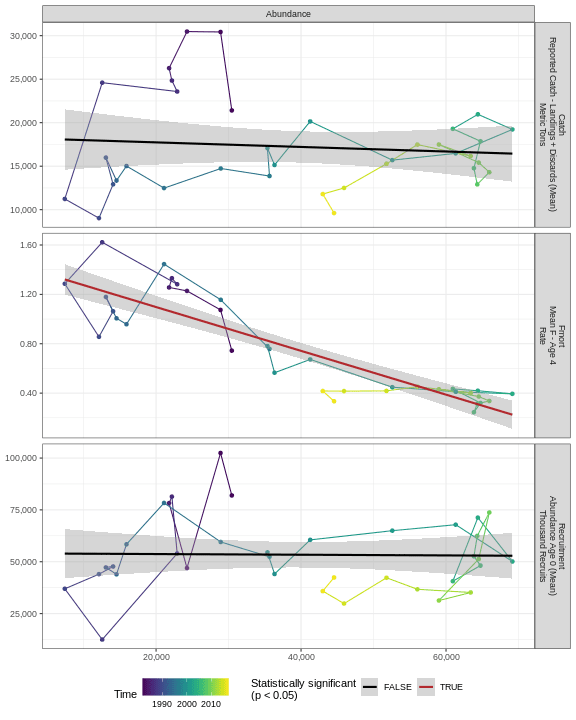 Abundance
30,000
25,000
20,000
15,000
10,000
Catch
Reported Catch - Landings + Discards (Mean)
Metric Tons
1.60
1.20
0.80
0.40
Fmort
Mean F - Age 4
Rate
100,000
75,000
50,000
25,000
Recruitment
Abundance Age 0 (Mean)
Thousand Recruits
20,000 40,000 60,000
Time
1990 2000 2010
Statistically significant
(p < 0.05)
FALSE TRUE